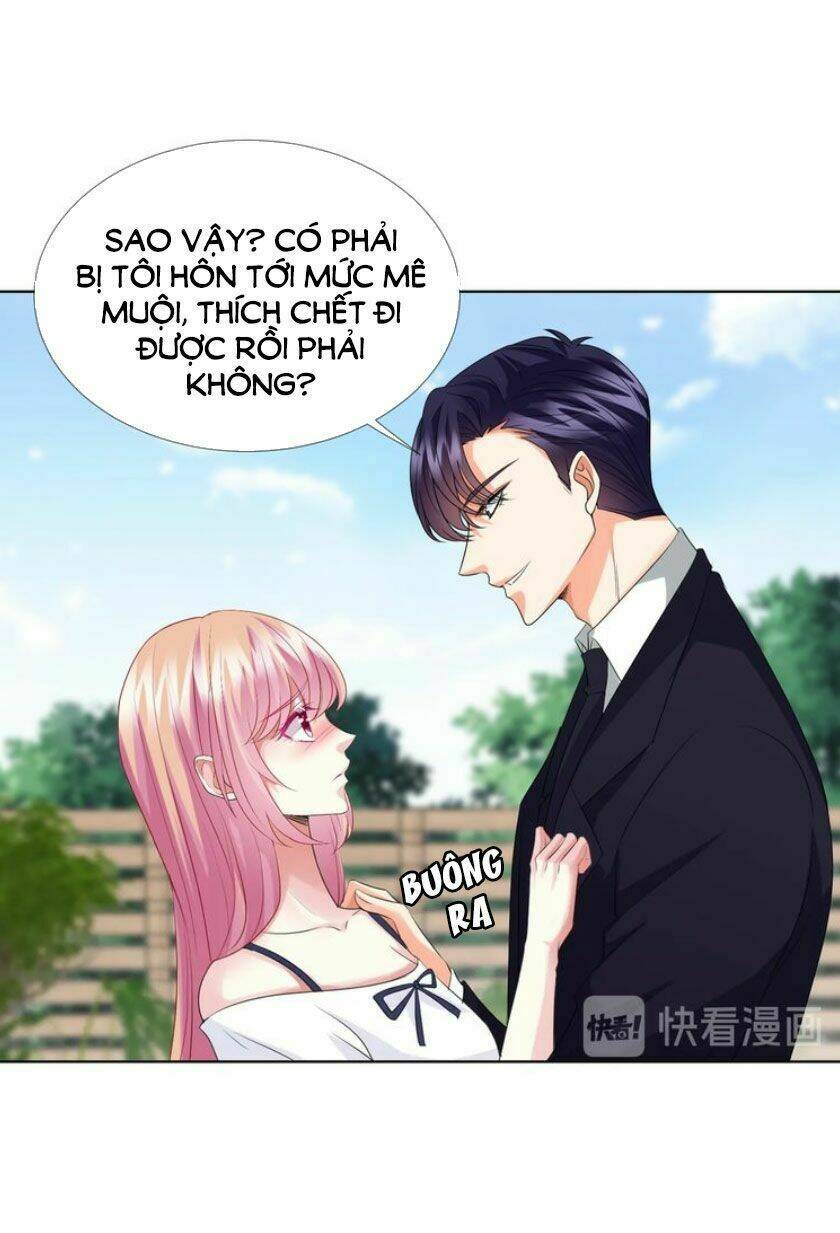 SAO VẬY? CÓ PHẢI
BỊ TÔI HÔN TỚI MỨC MÊ
MUỘI, THÍCH CHẾT ĐI
ĐƯỢC RỒI PHẢI
KHÔNG?
BUÔNG
RA
快看! 快看漫画